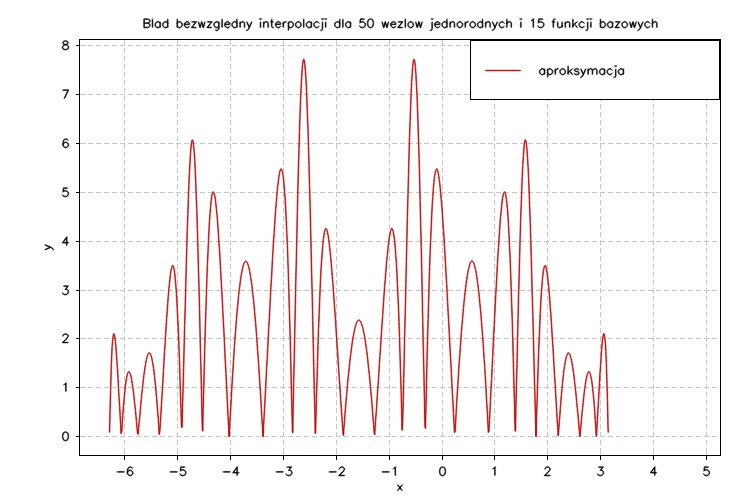 Blad bezwzgledny interpolacji dla 50 wezlow jednorodnych i 15 funkcji bazowych
aproksymacja
8
7
6
5
4
3
2
1
0
y
−6 −5 −4 −3 −2 −1 0 1 2 3 4 5
x